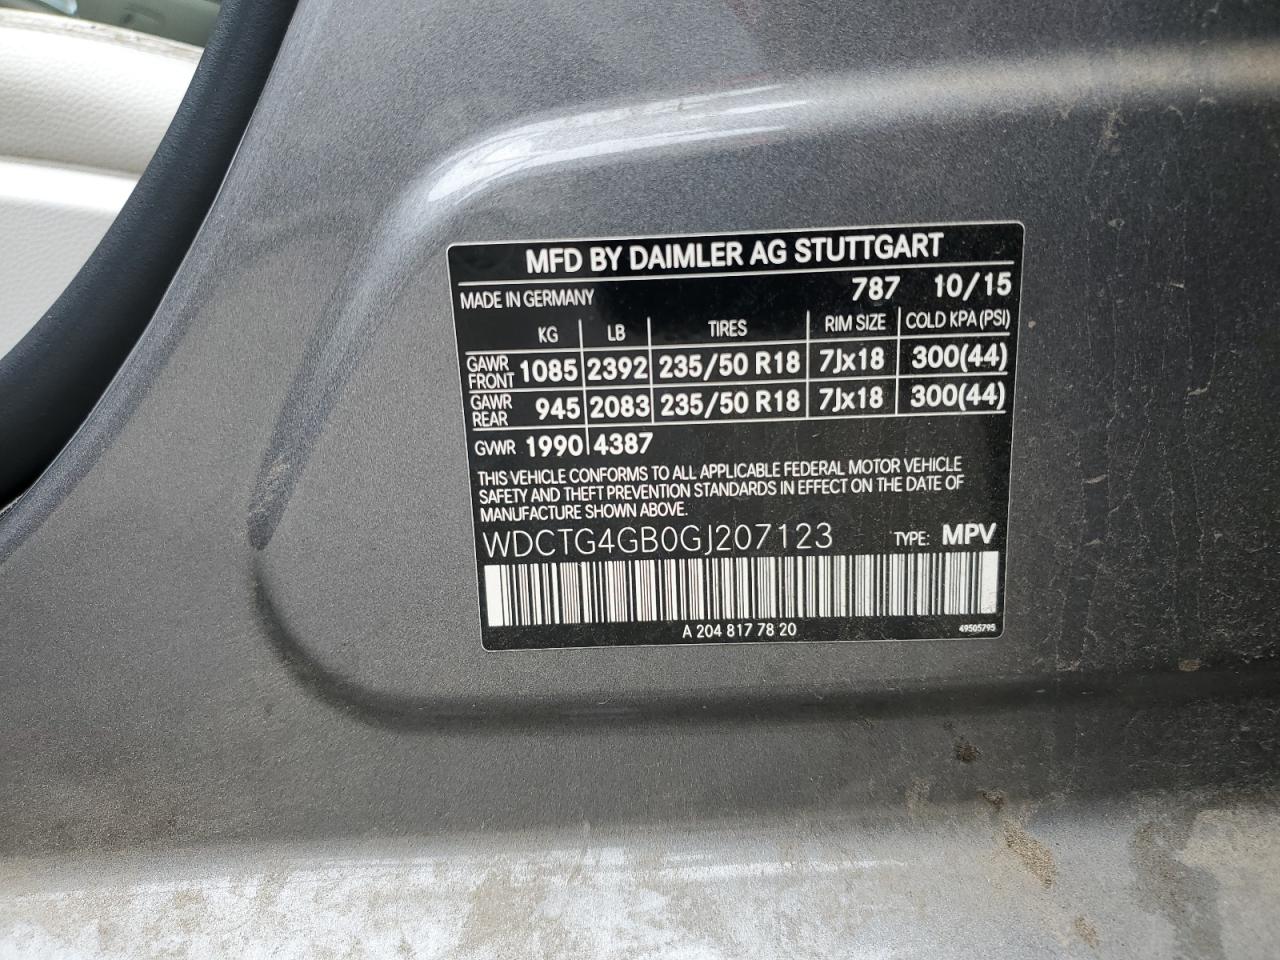 MFD BY DAIMLER AG STUTTGART
MADE IN GERMANY 787 10/15
KG LB TIRES RIM SIZE COLD KPA (PSI)
GAWR FRONT 1085 2392 235/50 R18 7Jx18 300(44)
GAWR REAR 945 2083 235/50 R18 7Jx18 300(44)
GVWR 1990 4387
THIS VEHICLE CONFORMS TO ALL APPLICABLE FEDERAL MOTOR VEHICLE
SAFETY AND THEFT PREVENTION STANDARDS IN EFFECT ON THE DATE OF
MANUFACTURE SHOWN ABOVE.
WDCTG4GB0GJ207123 TYPE: MPV
A 204 817 78 20 49505795